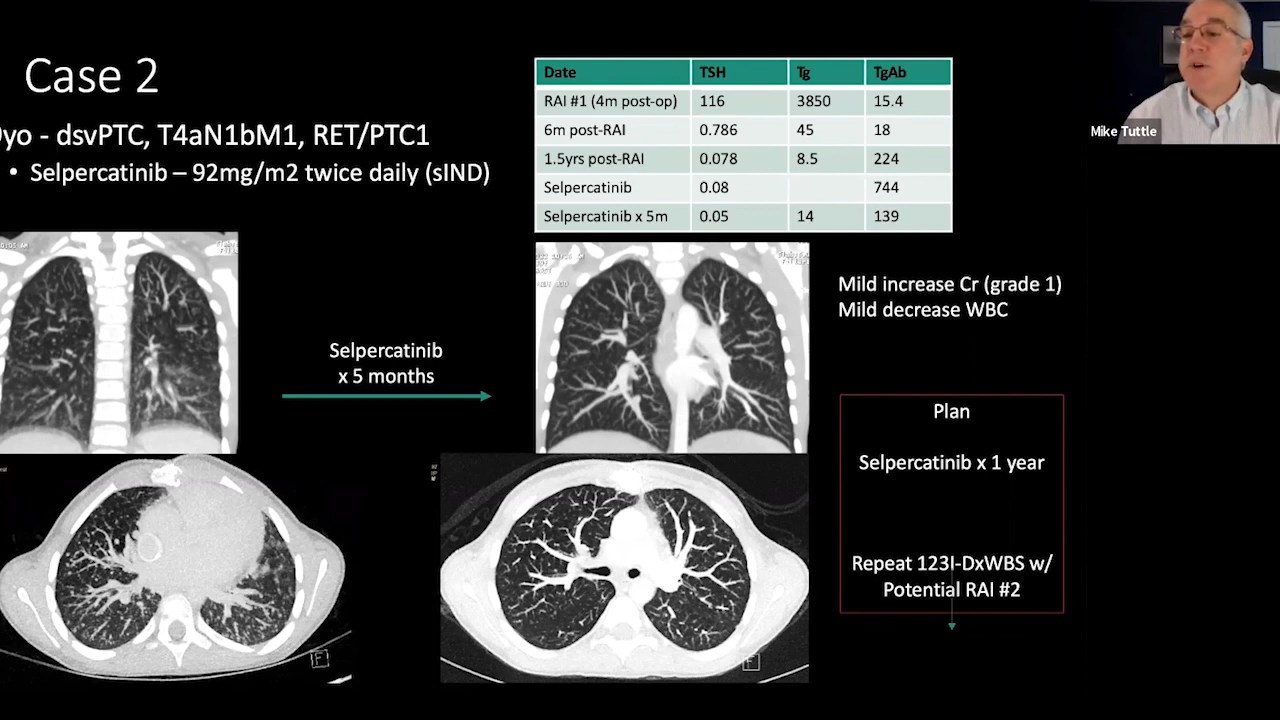 Case 2
yo - dsvPTC, T4aN1bM1, RET/PTC1
• Selpercatinib – 92mg/m2 twice daily (sIND)
Date TSH Tg TgAb
RAI #1 (4m post-op) 116 3850 15.4
6m post-RAI 0.786 45 18
1.5yrs post-RAI 0.078 8.5 224
Selpercatinib 0.08 744
Selpercatinib x 5m 0.05 14 139
Mike Tuttle
Selpercatinib
x 5 months
Mild increase Cr (grade 1)
Mild decrease WBC
Plan
Selpercatinib x 1 year
Repeat 123I-DxWBS w/
Potential RAI #2
F
F